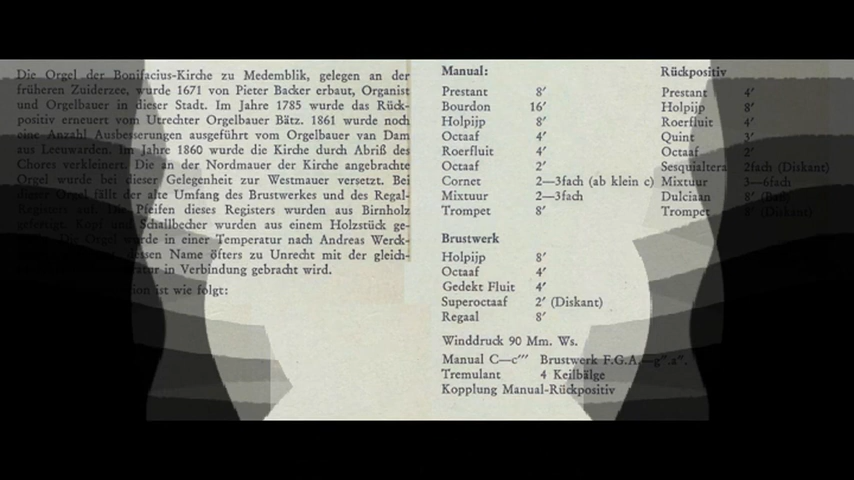 Die Orgel der Bonifacius-Kirche zu Medemblik, gelegen an der
früheren Zuiderzee, wurde 1671 von Pieter Backer erbaut, Organist
und Orgelbauer in dieser Stadt. Im Jahre 1785 wurde das Rück-
positiv erneuert vom Utrechter Orgelbauer Bätz. 1861 wurde noch
eine Anzahl Ausbesserungen ausgeführt vom Orgelbauer van Dam
aus Leeuwarden. Im Jahre 1860 wurde die Kirche durch Abriß des
Chores verkleinert. Die an der Nordmauer der Kirche angebrachte
Orgel wurde bei dieser Gelegenheit zur Westmauer versetzt. Bei
dieser Orgel fällt der alte Umfang des Brustwerkes und des Regal-
Registers auf. Die Pfeifen dieses Registers wurden aus Birnholz
gefertigt. Kopf und Schallbecher wurden aus einem Holzstück ge-
Die Orgel wurde in einer Temperatur nach Andreas Werck-
dessen Name öfters zu Unrecht mit der gleich-
in Verbindung gebracht wird.
ist wie folgt:
Manual:
Prestant 8′
Bourdon 16′
Holpijp 8′
Octaaf 4′
Roerfluit 4′
Octaaf 2′
Cornet 2—3fach (ab klein c)
Mixtuur 2—3fach
Trompet 8′
Brustwerk
Holpijp 8′
Octaaf 4′
Gedekt Fluit 4′
Superoctaaf 2′ (Diskant)
Regaal 8′
Winddruck 90 Mm. Ws.
Manual C—c‴ Brustwerk F.G.A.—g″.a″.
Tremulant 4 Keilbälge
Kopplung Manual-Rückpositiv
Rückpositiv
Prestant 4′
Holpijp 8′
Roerfluit 4′
Quint 3′
Octaaf 2′
Sesquialtera 2fach (Diskant)
Mixtuur 3—6fach
Dulciaan 8′ (Baß)
Trompet 8′ (Diskant)